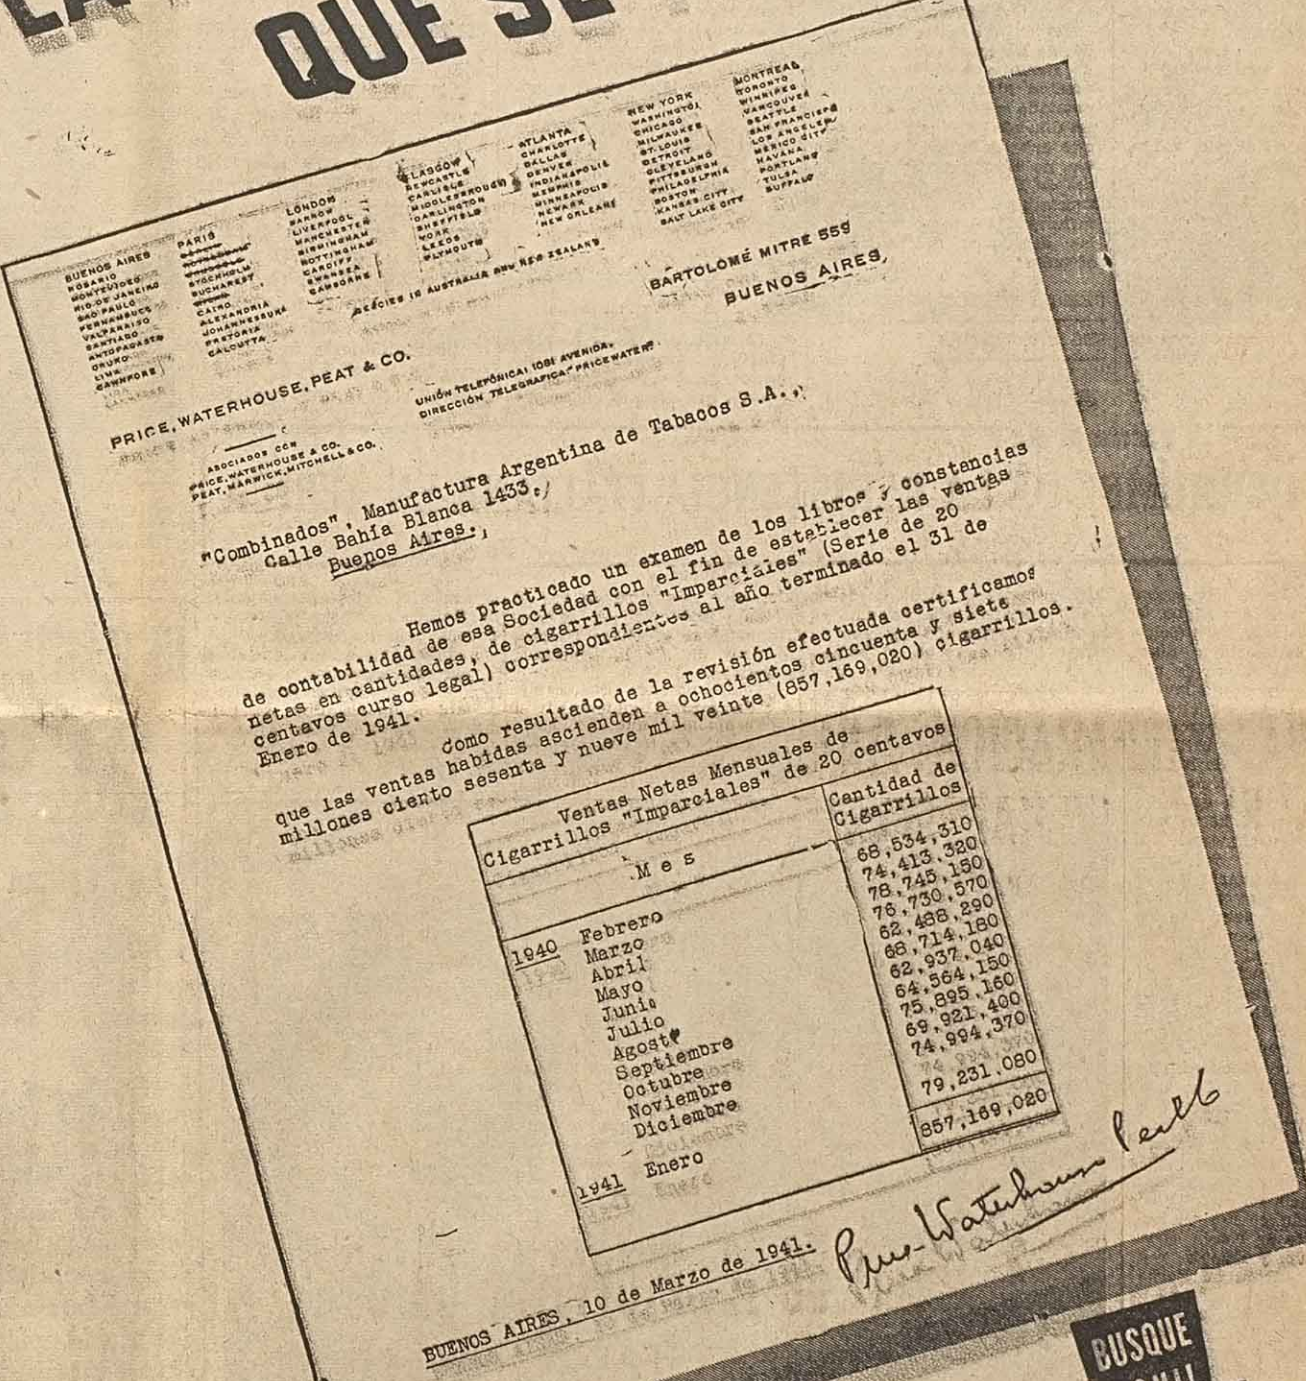 QUE SE
BUENOS AIRES
ROSARIO
MONTEVIDEO
RIO DE JANEIRO
SAO PAULO
PERNAMBUCO
VALPARAISO
SANTIAGO
ANTOFAGASTA
ORURO
LIMA
CAWNPORE
PARIS
STOCKHOLM
BUCHAREST
CAIRO
ALEXANDRIA
JOHANNESBURG
PRETORIA
CALCUTTA
LONDON
BARROW
LIVERPOOL
MANCHESTER
BIRMINGHAM
NOTTINGHAM
CARDIFF
SWANSEA
CAMBORNE
GLASGOW
NEWCASTLE
CARLISLE
MIDDLESBROUGH
DARLINGTON
SHEFFIELD
YORK
LEEDS
PLYMOUTH
ATLANTA
CHARLOTTE
DALLAS
DENVER
INDIANAPOLIS
MEMPHIS
MINNEAPOLIS
NEWARK
NEW ORLEANS
NEW YORK
WASHINGTON
CHICAGO
MILWAUKEE
ST. LOUIS
DETROIT
CLEVELAND
PITTSBURGH
PHILADELPHIA
BOSTON
KANSAS CITY
SALT LAKE CITY
MONTREAL
TORONTO
WINNIPEG
VANCOUVER
SEATTLE
SAN FRANCISCO
LOS ANGELES
MEXICO CITY
HAVANA
PORTLAND
TULSA
BUFFALO
AGENCIES IN AUSTRALIA AND NEW ZEALAND
BARTOLOMÉ MITRE 559
BUENOS AIRES,
PRICE, WATERHOUSE, PEAT & CO.
UNIÓN TELEFÓNICA: 1081 AVENIDA.
DIRECCIÓN TELEGRAFICA: "PRICEWATER"
ASOCIADOS CON
PRICE, WATERHOUSE & CO.
PEAT, MARWICK, MITCHELL & CO.
"Combinados", Manufactura Argentina de Tabacos S.A.,
Calle Bahía Blanca 1433.
Buenos Aires.
Hemos practicado un examen de los libros y constancias
de contabilidad de esa Sociedad con el fin de establecer las ventas
netas en cantidades, de cigarrillos "Imparciales" (Serie de 20
centavos curso legal) correspondientes al año terminado el 31 de
Enero de 1941.
Como resultado de la revisión efectuada certificamos
que las ventas habidas ascienden a ochocientos cincuenta y siete
millones ciento sesenta y nueve mil veinte (857,169,020) cigarrillos.
Ventas Netas Mensuales de
Cigarrillos "Imparciales" de 20 centavos
Mes
Cantidad de
Cigarrillos
1940 Febrero 68,534,310
Marzo 74,413,320
Abril 78,745,150
Mayo 76,730,570
Junio 62,488,290
Julio 68,714,180
Agosto 62,937,040
Septiembre 64,564,150
Octubre 75,895,160
Noviembre 69,921,400
Diciembre 74,994,370
1941 Enero 79,231.080
857,169,020
BUENOS AIRES, 10 de Marzo de 1941.
Price Waterhouse Peat & Co
BUSQUE